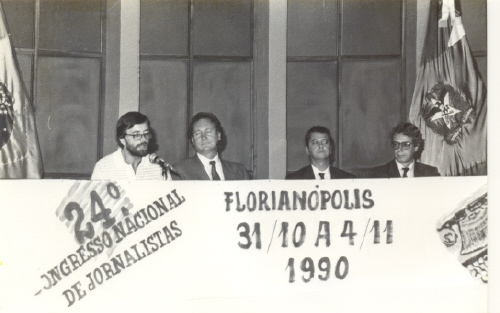 24º
CONGRESSO NACIONAL
DE JORNALISTAS
FLORIANÓPOLIS
31/10 A 4/11
1990